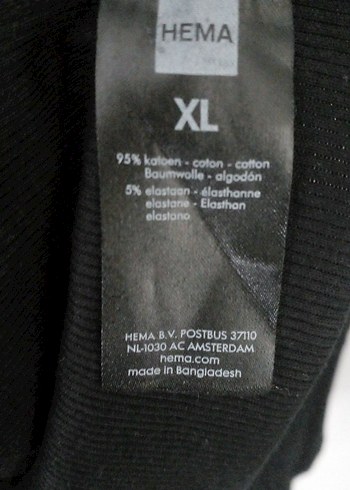 HEMA
XL
95% katoen - coton - cotton
Baumwolle - algodón
5% elastaan - élasthanne
elastane - Elasthan
elastano
HEMA B.V. POSTBUS 37110
NL-1030 AC AMSTERDAM
hema.com
made in Bangladesh